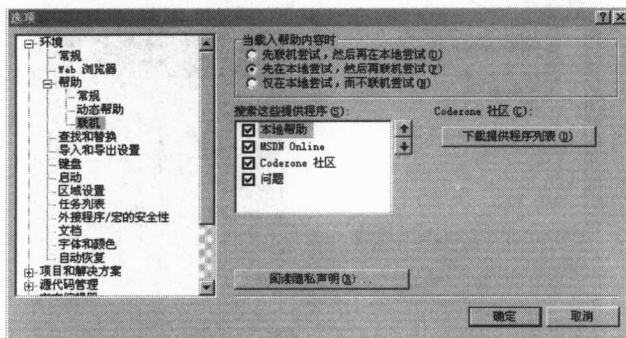 选项
环境
常规
Web 浏览器
帮助
常规
动态帮助
联机
查找和替换
导入和导出设置
键盘
启动
区域设置
任务列表
外接程序/宏的安全性
文档
字体和颜色
自动恢复
项目和解决方案
源代码管理
当载入帮助内容时
先联机尝试，然后再在本地尝试(L)
先在本地尝试，然后再联机尝试(T)
仅在本地尝试，而不联机尝试(N)
搜索这些提供程序(S):
本地帮助
MSDN Online
Codezone 社区
问题
Codezone 社区(C):
下载提供程序列表(D)
阅读隐私声明(R)...
确定
取消